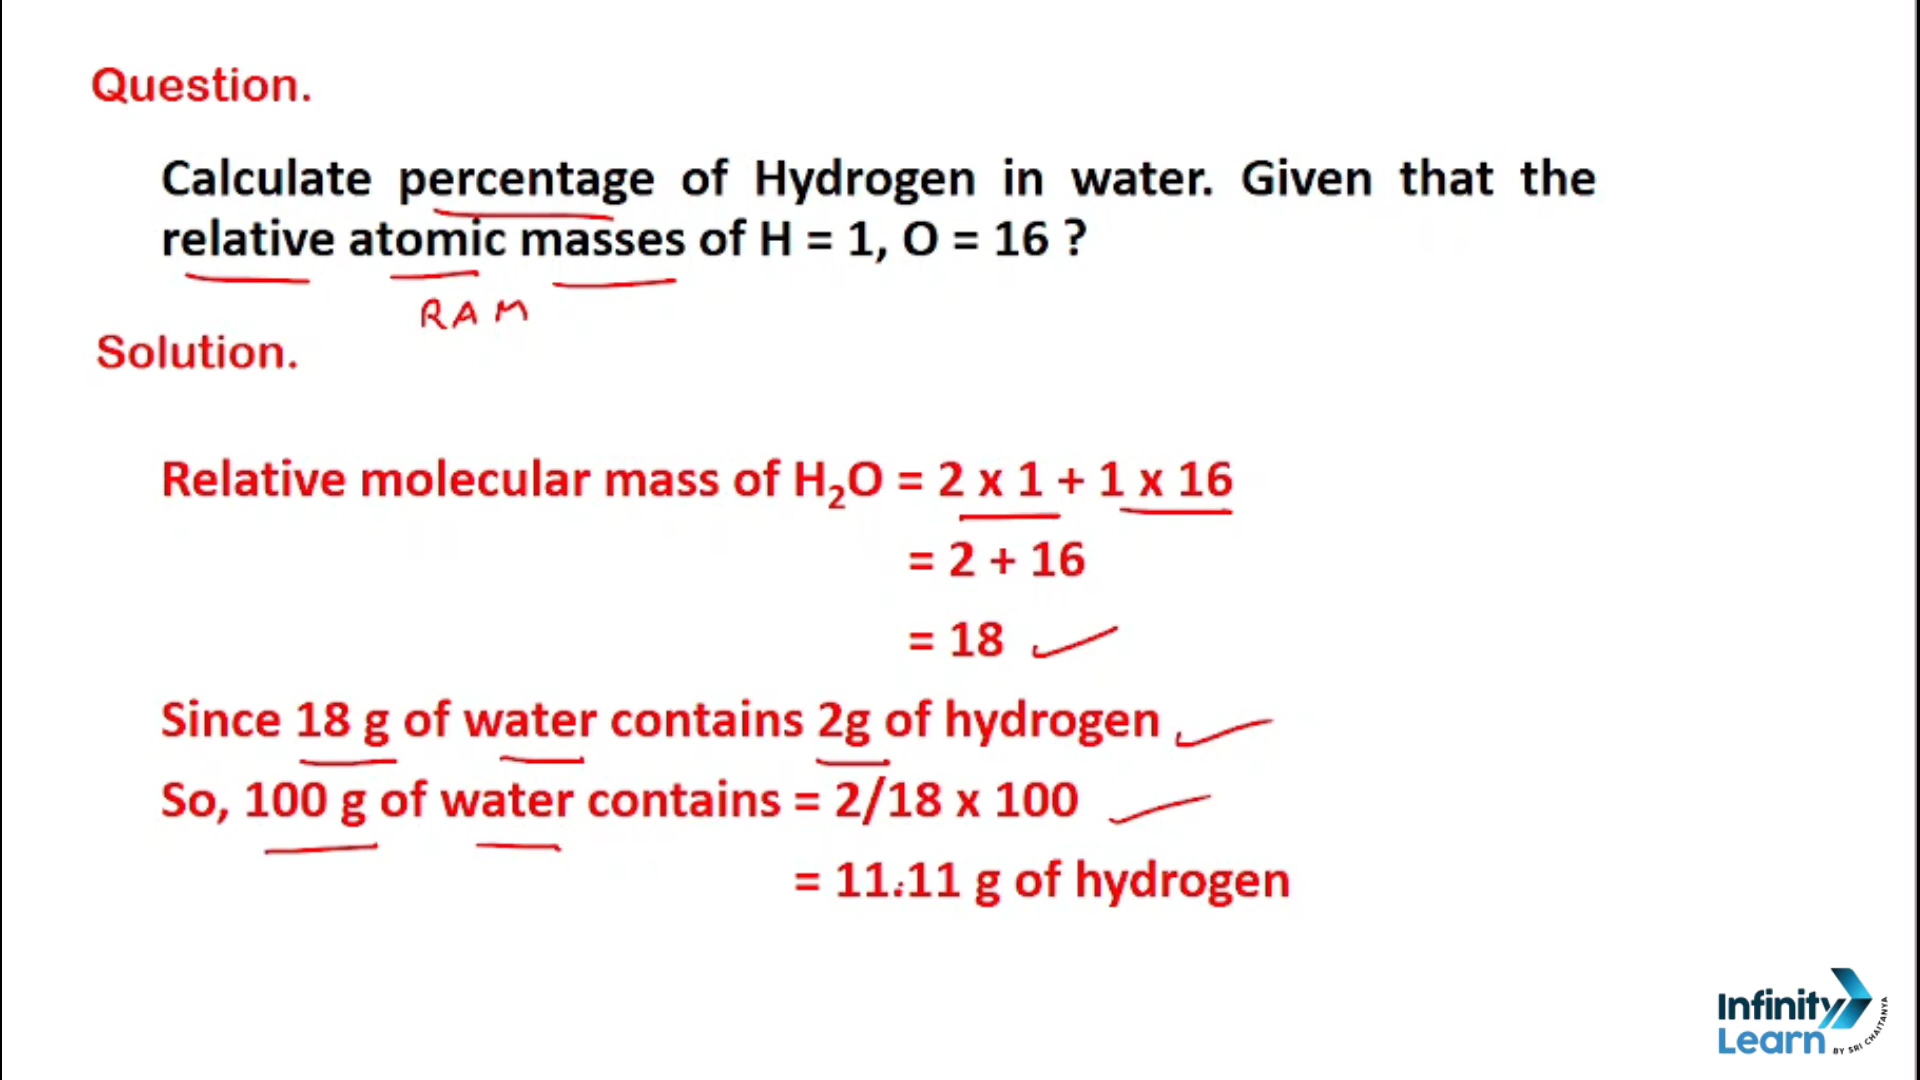 Question.
Calculate percentage of Hydrogen in water. Given that the
relative atomic masses of H = 1, O = 16 ?
RAM
Solution.
Relative molecular mass of H₂O = 2 x 1 + 1 x 16
= 2 + 16
= 18
Since 18 g of water contains 2g of hydrogen
So, 100 g of water contains = 2/18 x 100
= 11.11 g of hydrogen
Infinity
Learn
BY SRI CHAITANYA